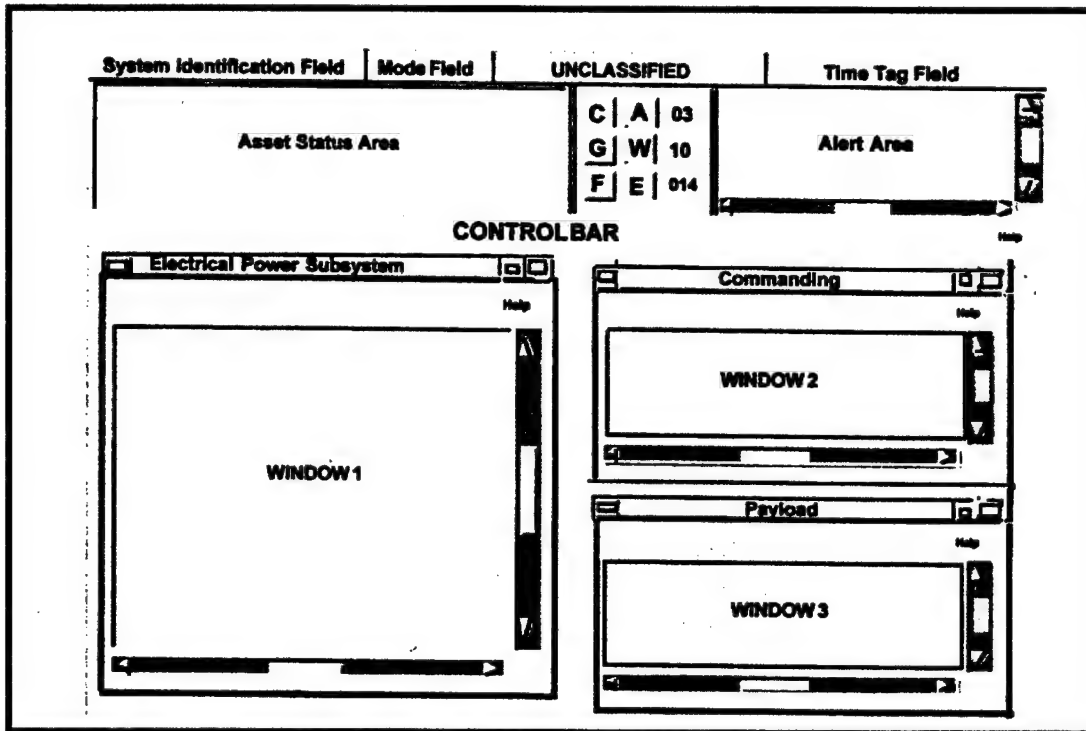 System Identification Field Mode Field UNCLASSIFIED Time Tag Field
Asset Status Area
C A 03
G W 10
F E 014
Alert Area
CONTROLBAR
Help
Electrical Power Subsystem
Help
WINDOW 1
Commanding
Help
WINDOW 2
Payload
Help
WINDOW 3